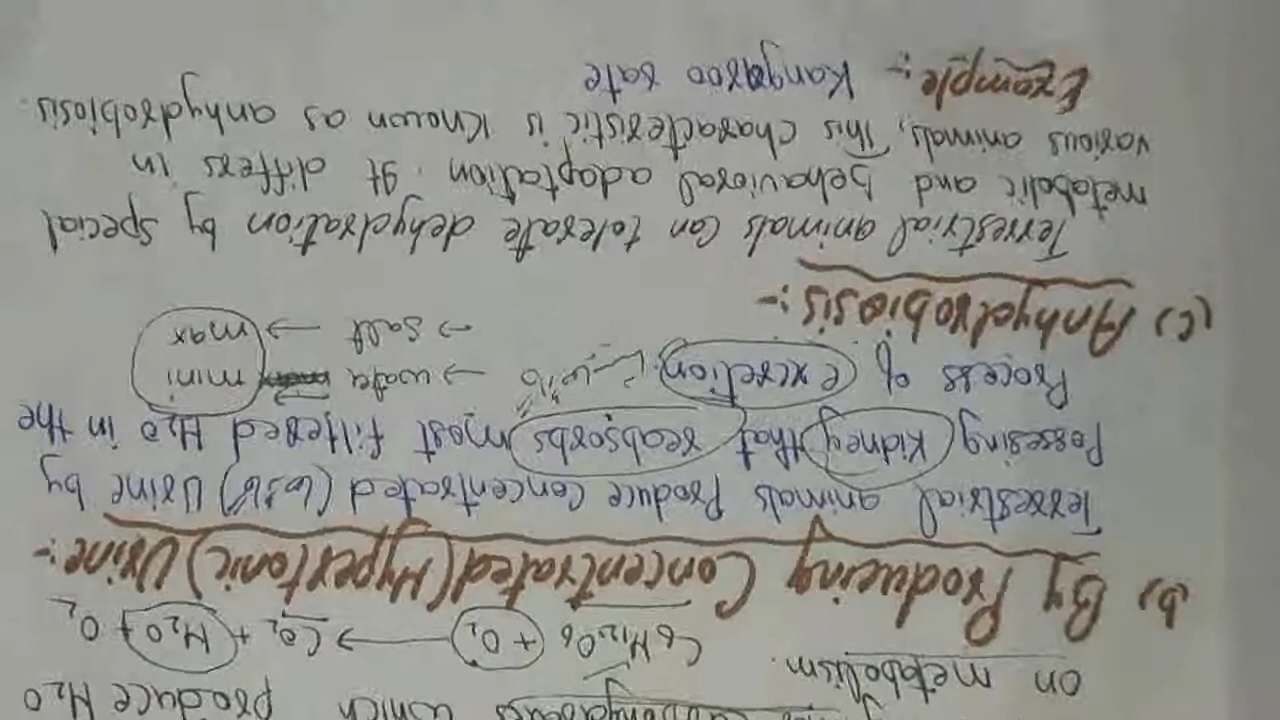 carbohydrates which produce H₂O
on metabolism.
C₆H₁₂O₆ + O₂ → CO₂ + H₂O + O₂
b) By Producing Concentrated (Hypertonic) Urine:-
Terrestrial animals Produce Concentrated ( ) Urine by
Possesing kidney that reabsorbs most filtered H₂O in the
Process of excretion. → water mini
→ salt → max
(c) Anhydrobiosis:-
Terrestrial animals can tolerate dehydration by special
metabolic and behavioral adaptation. It differs in
various animals, This characteristic is known as anhydrobiosis.
Example:- Kangaroo rate